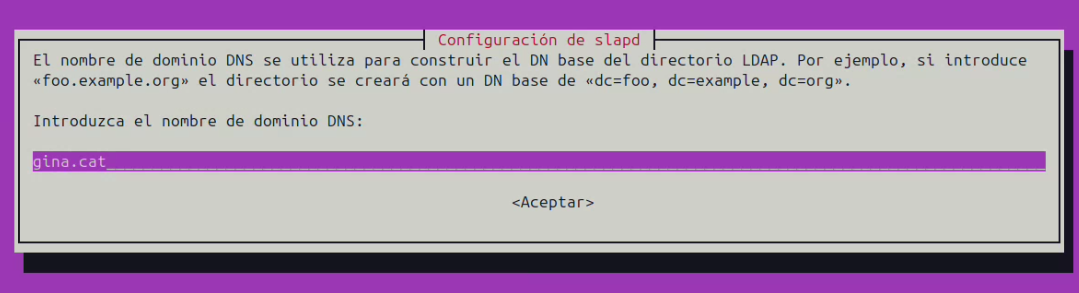 Configuración de slapd
El nombre de dominio DNS se utiliza para construir el DN base del directorio LDAP. Por ejemplo, si introduce
«foo.example.org» el directorio se creará con un DN base de «dc=foo, dc=example, dc=org».
Introduzca el nombre de dominio DNS:
gina.cat
<Aceptar>